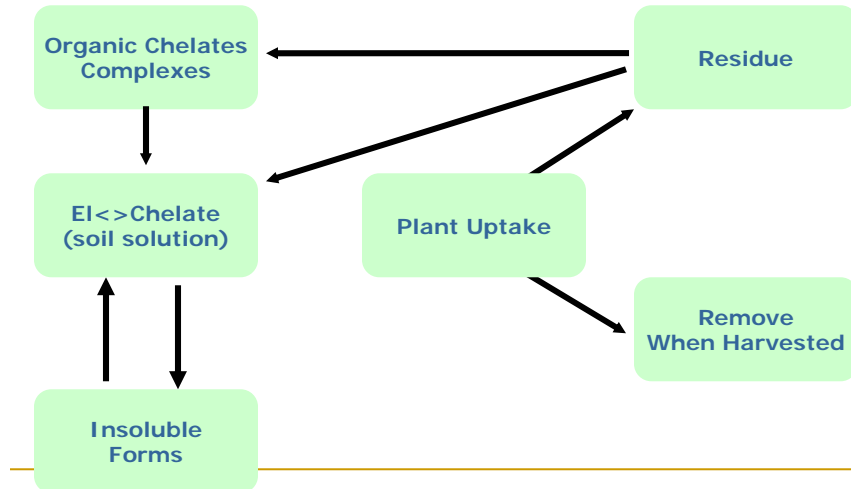 Organic Chelates
Complexes
Residue
El<>Chelate
(soil solution)
Plant Uptake
Remove
When Harvested
Insoluble
Forms